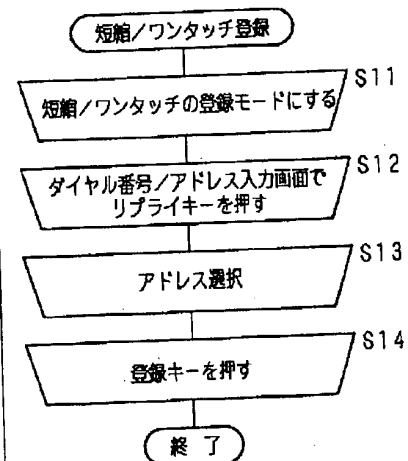 短縮／ワンタッチ登録
S11
短縮／ワンタッチの登録モードにする
S12
ダイヤル番号／アドレス入力画面で
リプライキーを押す
S13
アドレス選択
S14
登録キーを押す
終了